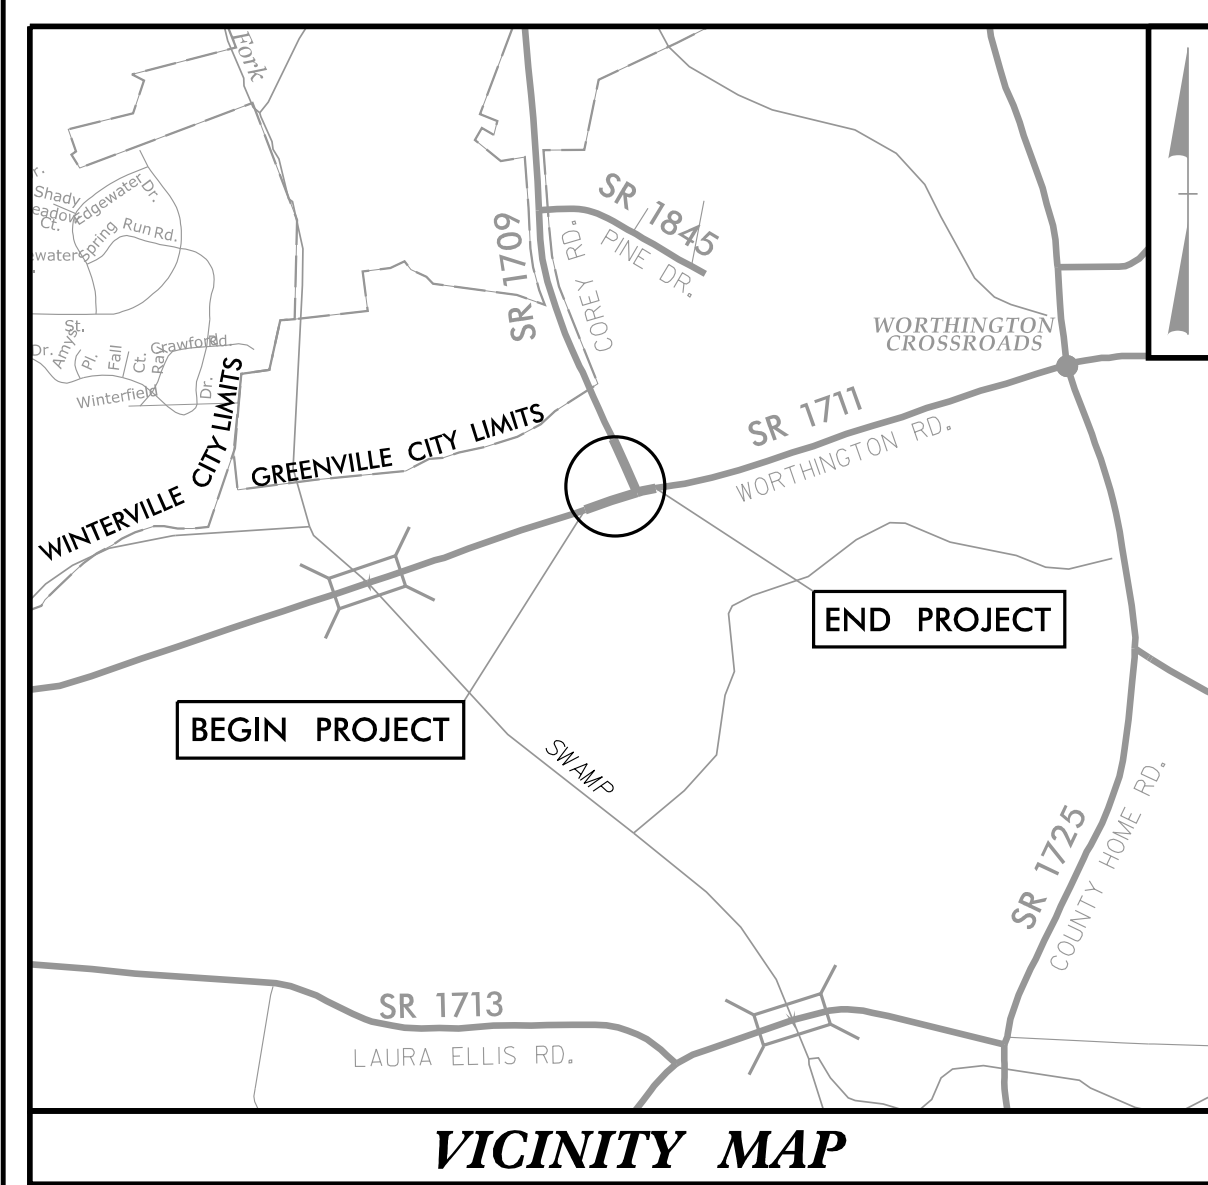 Fork
Shady
Ct.
Edgewater
Dr.
Spring
Run Rd.
St.
Dr.
Amys
Pl.
Fall
Ct.
Ray
Crawford
Rd.
Dr.
Winterfield
SR 1709
COREY RD.
SR 1845
PINE DR.
WORTHINGTON
CROSSROADS
SR 1711
WORTHINGTON RD.
WINTERVILLE CITY LIMITS
GREENVILLE CITY LIMITS
END PROJECT
BEGIN PROJECT
SWAMP
SR 1725
COUNTY HOME RD.
SR 1713
LAURA ELLIS RD.
VICINITY MAP